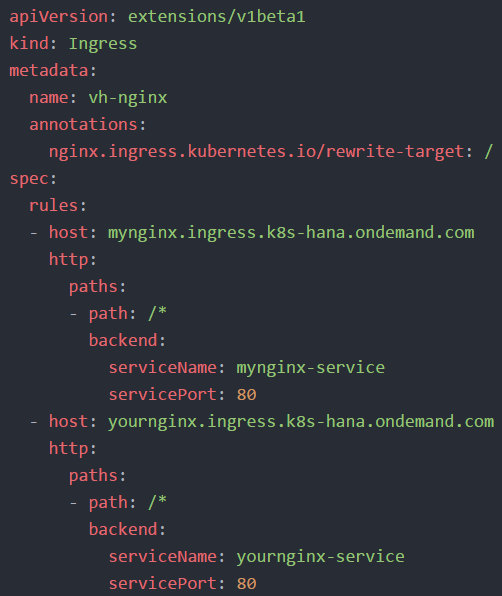 apiVersion: extensions/v1beta1
kind: Ingress
metadata:
  name: vh-nginx
  annotations:
    nginx.ingress.kubernetes.io/rewrite-target: /
spec:
  rules:
  - host: mynginx.ingress.k8s-hana.ondemand.com
    http:
      paths:
      - path: /*
        backend:
          serviceName: mynginx-service
          servicePort: 80
  - host: yournginx.ingress.k8s-hana.ondemand.com
    http:
      paths:
      - path: /*
        backend:
          serviceName: yournginx-service
          servicePort: 80